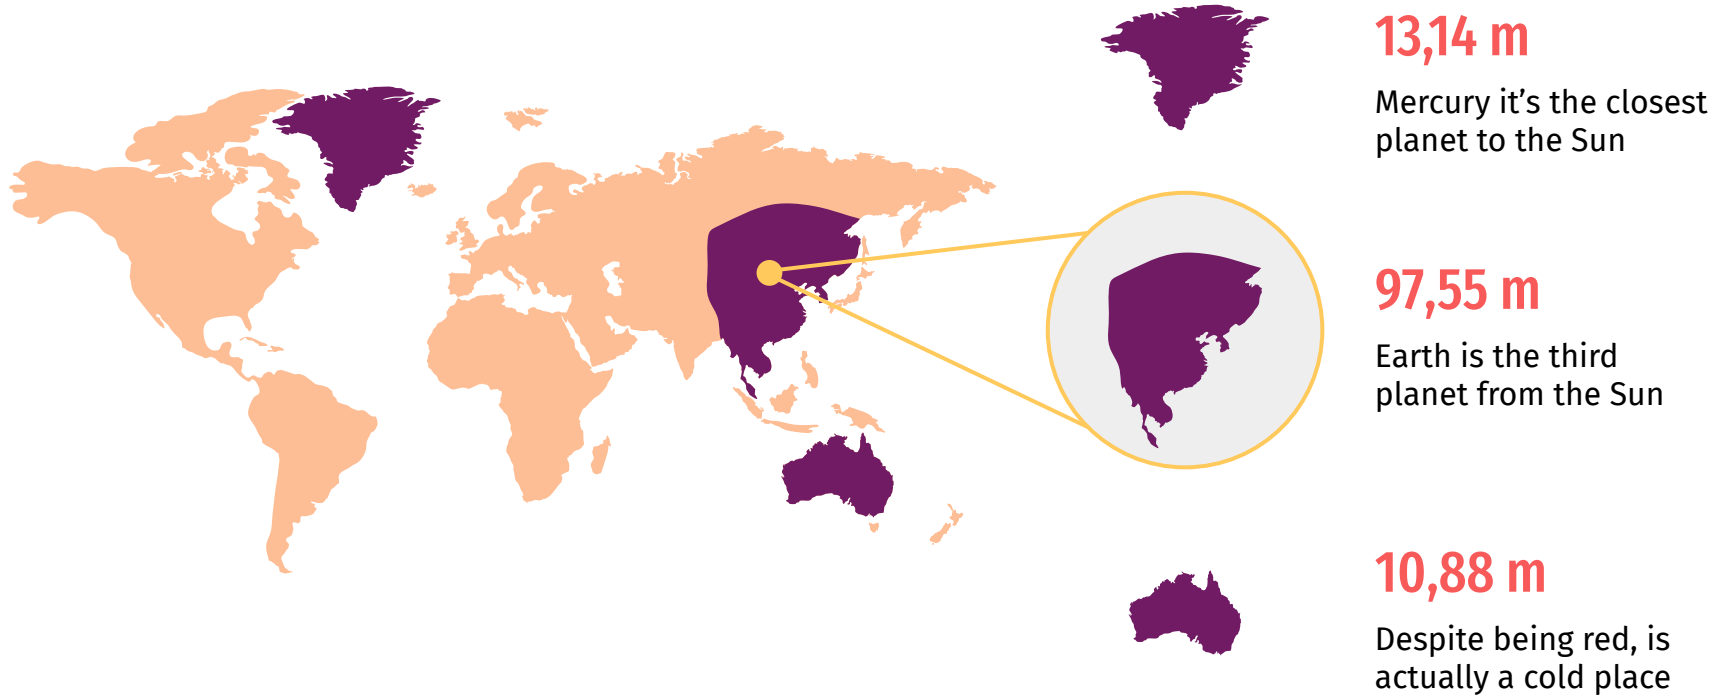 13,14 m
Mercury it’s the closest
planet to the Sun
97,55 m
Earth is the third
planet from the Sun
10,88 m
Despite being red, is
actually a cold place